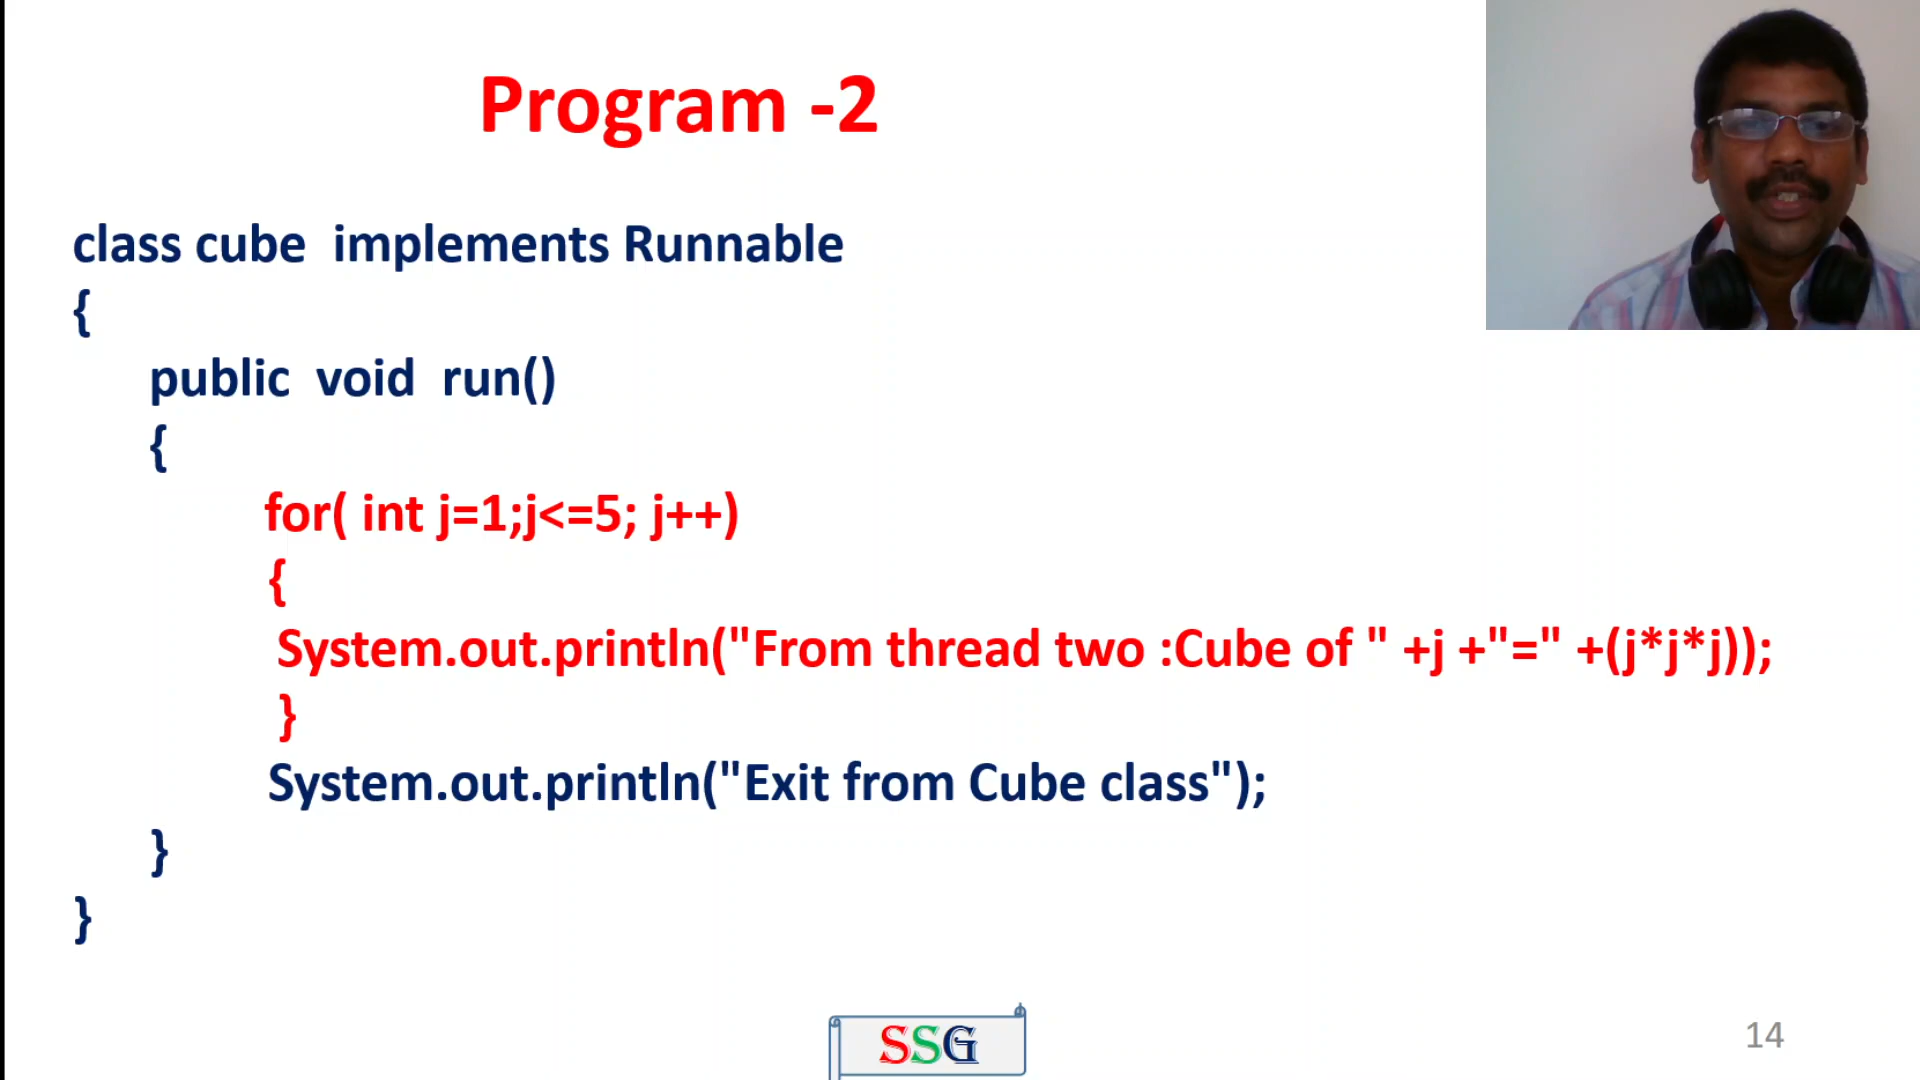 Program -2
class cube implements Runnable
{
public void run()
{
for( int j=1;j<=5; j++)
{
System.out.println("From thread two :Cube of " +j +"=" +(j*j*j));
}
System.out.println("Exit from Cube class");
}
}
SSG
14